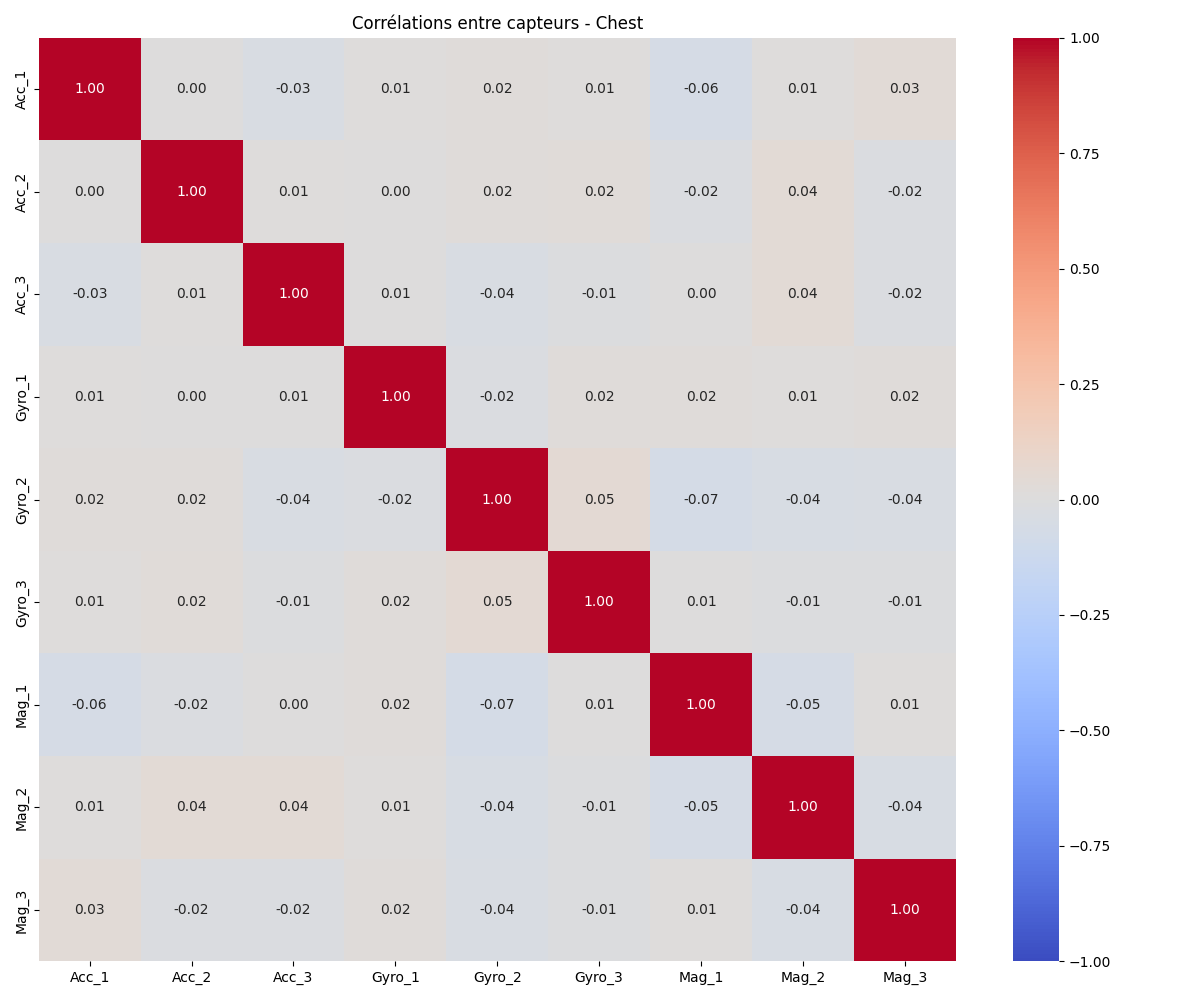 Corrélations entre capteurs - Chest
Acc_1 1.00 0.00 -0.03 0.01 0.02 0.01 -0.06 0.01 0.03
Acc_2 0.00 1.00 0.01 0.00 0.02 0.02 -0.02 0.04 -0.02
Acc_3 -0.03 0.01 1.00 0.01 -0.04 -0.01 0.00 0.04 -0.02
Gyro_1 0.01 0.00 0.01 1.00 -0.02 0.02 0.02 0.01 0.02
Gyro_2 0.02 0.02 -0.04 -0.02 1.00 0.05 -0.07 -0.04 -0.04
Gyro_3 0.01 0.02 -0.01 0.02 0.05 1.00 0.01 -0.01 -0.01
Mag_1 -0.06 -0.02 0.00 0.02 -0.07 0.01 1.00 -0.05 0.01
Mag_2 0.01 0.04 0.04 0.01 -0.04 -0.01 -0.05 1.00 -0.04
Mag_3 0.03 -0.02 -0.02 0.02 -0.04 -0.01 0.01 -0.04 1.00
Acc_1 Acc_2 Acc_3 Gyro_1 Gyro_2 Gyro_3 Mag_1 Mag_2 Mag_3
1.00
0.75
0.50
0.25
0.00
−0.25
−0.50
−0.75
−1.00